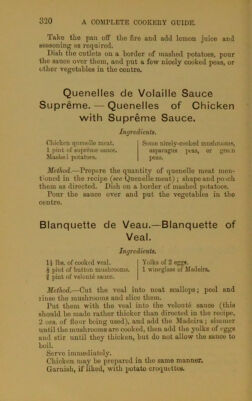 320 A COMPLETE COOKERY GUIDE.
Take the pan off the fire and add lemon juice and
seasoning as required.
Dish the cutlets on a border of mashed potatoes, pour
the sauce over them, and put a few nicely cooked peas, or
other vegetables in the centre.
Quenelles de Volaille Sauce
Suprême. — Quenelles of Chicken
with Suprême Sauce.
Ingredients.
Chicken quenelle meat.
1 pint of suprême sauce.
Mashed potatoes.
Some nicely-cooked mushrooms,
asparagus peas, or green
peas.
Method.—Prepare the quantity of quenelle meat men-
tioned in the recipe (see Quenelle meat); shape and poach
them as directed. Dish on a border of mashed potatoes.
Pour the sauce over and put the vegetables in the
centre.
Blanquette de Veau.—Blanquette of
Veal.
Ingredients.
1½ lbs. of cooked veal.
½ pint of button mushrooms.
¾ pint of velouté sauce.
Yolks of 2 eggs.
1 wineglass of Madeira.
Method.—Cut the veal into neat scallops; peel and
rinse the mushrooms and slice them.
Put them with the veal into the velouté sauce (this
should be made rather thicker than directed in the recipe,
2 ozs. of flour being used), and add the Madeira; simmer
until the mushrooms are cooked, then add the yolks of eggs
and stir until they thicken, but do not allow the sauce to
boil.
Serve immediately.
Chicken may be prepared in the same manner.
Garnish, if liked, with potato croquettes.